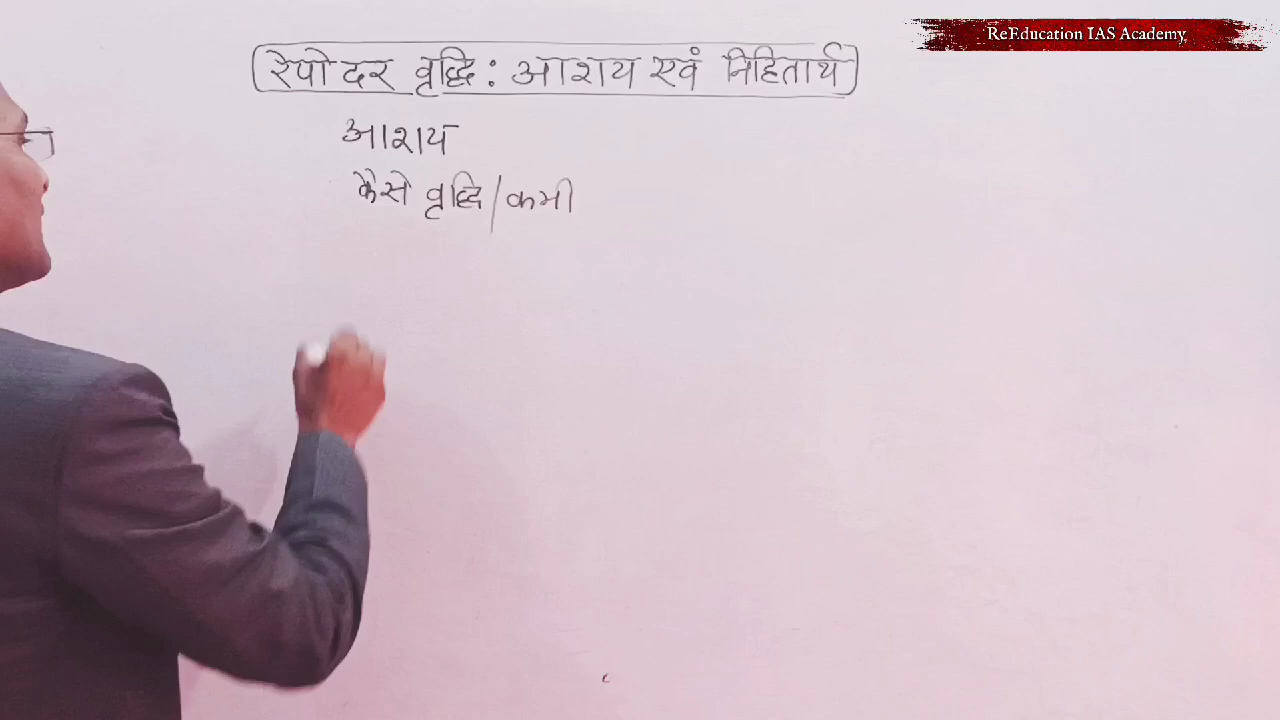 ReEducation IAS Academy
रेपो दर वृद्धि : आशय एवं निहितार्थ
आशय
कैसे वृद्धि / कमी